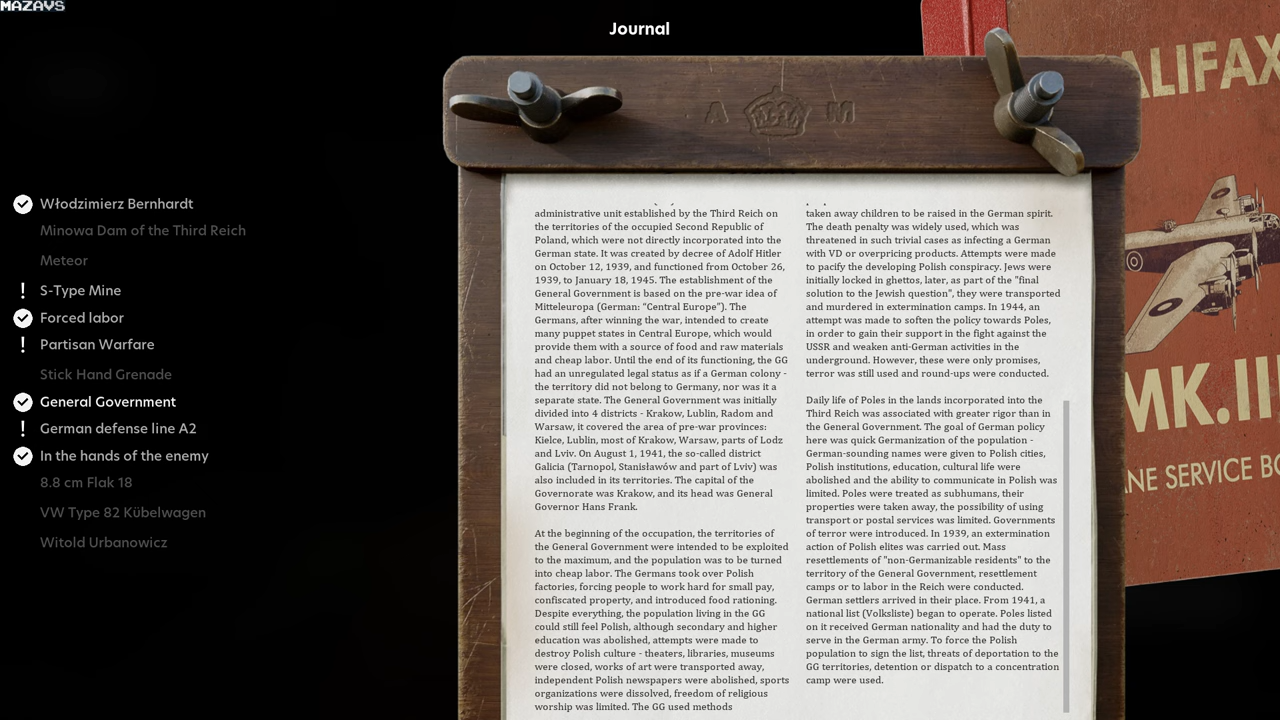 MAZAVS
Journal
A M
ALIFAX
MK.II
NE SERVICE BO
Włodzimierz Bernhardt
Minowa Dam of the Third Reich
Meteor
! S-Type Mine
Forced labor
! Partisan Warfare
Stick Hand Grenade
General Government
! German defense line A2
In the hands of the enemy
8.8 cm Flak 18
VW Type 82 Kübelwagen
Witold Urbanowicz
administrative unit established by the Third Reich on
the territories of the occupied Second Republic of
Poland, which were not directly incorporated into the
German state. It was created by decree of Adolf Hitler
on October 12, 1939, and functioned from October 26,
1939, to January 18, 1945. The establishment of the
General Government is based on the pre-war idea of
Mitteleuropa (German: “Central Europe”). The
Germans, after winning the war, intended to create
many puppet states in Central Europe, which would
provide them with a source of food and raw materials
and cheap labor. Until the end of its functioning, the GG
had an unregulated legal status as if a German colony -
the territory did not belong to Germany, nor was it a
separate state. The General Government was initially
divided into 4 districts - Krakow, Lublin, Radom and
Warsaw, it covered the area of pre-war provinces:
Kielce, Lublin, most of Krakow, Warsaw, parts of Lodz
and Lviv. On August 1, 1941, the so-called district
Galicia (Tarnopol, Stanisławów and part of Lviv) was
also included in its territories. The capital of the
Governorate was Krakow, and its head was General
Governor Hans Frank.
At the beginning of the occupation, the territories of
the General Government were intended to be exploited
to the maximum, and the population was to be turned
into cheap labor. The Germans took over Polish
factories, forcing people to work hard for small pay,
confiscated property, and introduced food rationing.
Despite everything, the population living in the GG
could still feel Polish, although secondary and higher
education was abolished, attempts were made to
destroy Polish culture - theaters, libraries, museums
were closed, works of art were transported away,
independent Polish newspapers were abolished, sports
organizations were dissolved, freedom of religious
worship was limited. The GG used methods
taken away children to be raised in the German spirit.
The death penalty was widely used, which was
threatened in such trivial cases as infecting a German
with VD or overpricing products. Attempts were made
to pacify the developing Polish conspiracy. Jews were
initially locked in ghettos, later, as part of the "final
solution to the Jewish question", they were transported
and murdered in extermination camps. In 1944, an
attempt was made to soften the policy towards Poles,
in order to gain their support in the fight against the
USSR and weaken anti-German activities in the
underground. However, these were only promises,
terror was still used and round-ups were conducted.
Daily life of Poles in the lands incorporated into the
Third Reich was associated with greater rigor than in
the General Government. The goal of German policy
here was quick Germanization of the population -
German-sounding names were given to Polish cities,
Polish institutions, education, cultural life were
abolished and the ability to communicate in Polish was
limited. Poles were treated as subhumans, their
properties were taken away, the possibility of using
transport or postal services was limited. Governments
of terror were introduced. In 1939, an extermination
action of Polish elites was carried out. Mass
resettlements of "non-Germanizable residents" to the
territory of the General Government, resettlement
camps or to labor in the Reich were conducted.
German settlers arrived in their place. From 1941, a
national list (Volksliste) began to operate. Poles listed
on it received German nationality and had the duty to
serve in the German army. To force the Polish
population to sign the list, threats of deportation to the
GG territories, detention or dispatch to a concentration
camp were used.